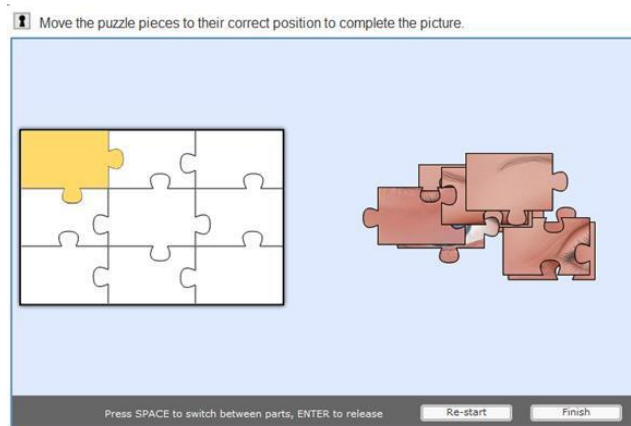 Move the puzzle pieces to their correct position to complete the picture.
Press SPACE to switch between parts, ENTER to release
Re-start
Finish